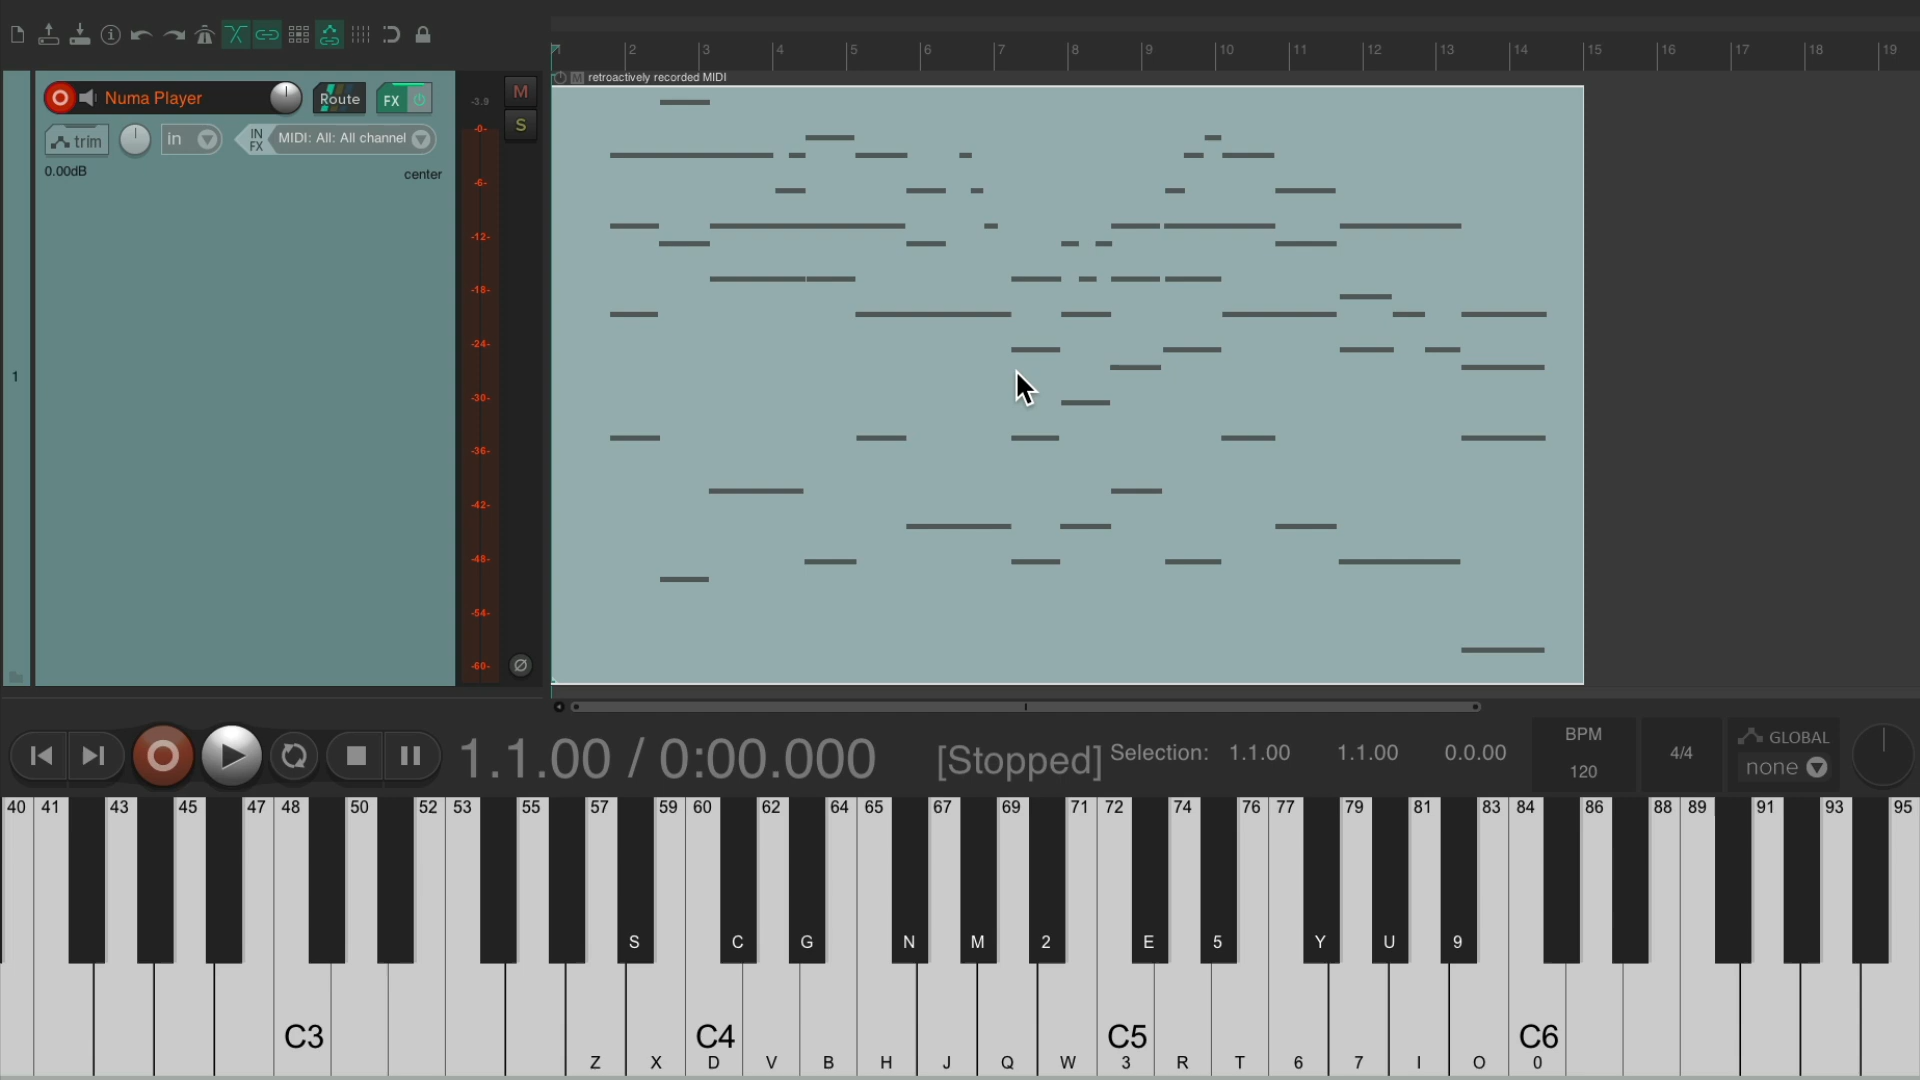 2 3 4 5 6 7 8 9 10 11 12 13 14 15 16 17 18 19
M retroactively recorded MIDI
Numa Player Route FX
-3.9 M
S
trim in IN FX MIDI: All: All channel
0.00dB center
-0-
-6-
-12-
-18-
-24-
-30-
-36-
-42-
-48-
-54-
-60-
1
1.1.00 / 0:00.000 [Stopped] Selection: 1.1.00 1.1.00 0.0.00
BPM
120
4/4
GLOBAL
none
40 41 43 45 47 48 50 52 53 55 57 59 60 62 64 65 67 69 71 72 74 76 77 79 81 83 84 86 88 89 91 93 95
S C G N M 2 E 5 Y U 9
C3 C4 C5 C6
Z X D V B H J Q W 3 R T 6 7 I O 0